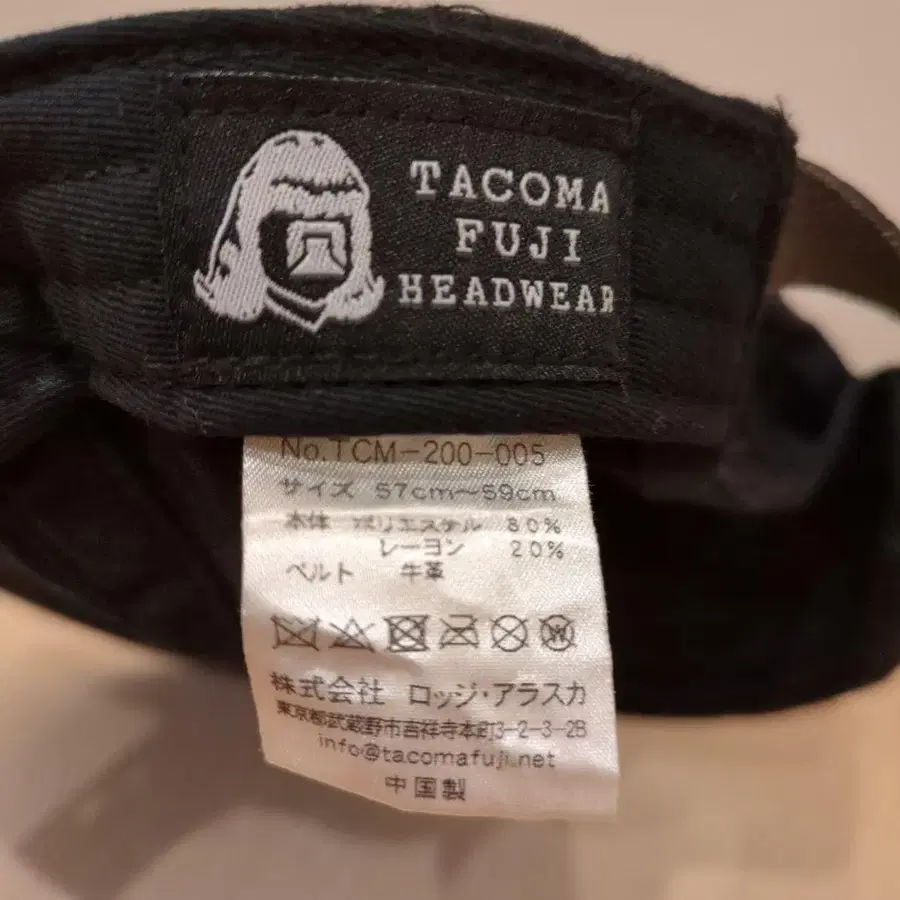 TACOMA
FUJI
HEADWEAR
No.TCM-200-005
サイズ 57cm~59cm
本体 ポリエステル 80%
レーヨン 20%
ベルト 牛革
株式会社 ロッジ・アラスカ
東京都武蔵野市吉祥寺本町3-2-3-2B
info@tacomafuji.net
中国製